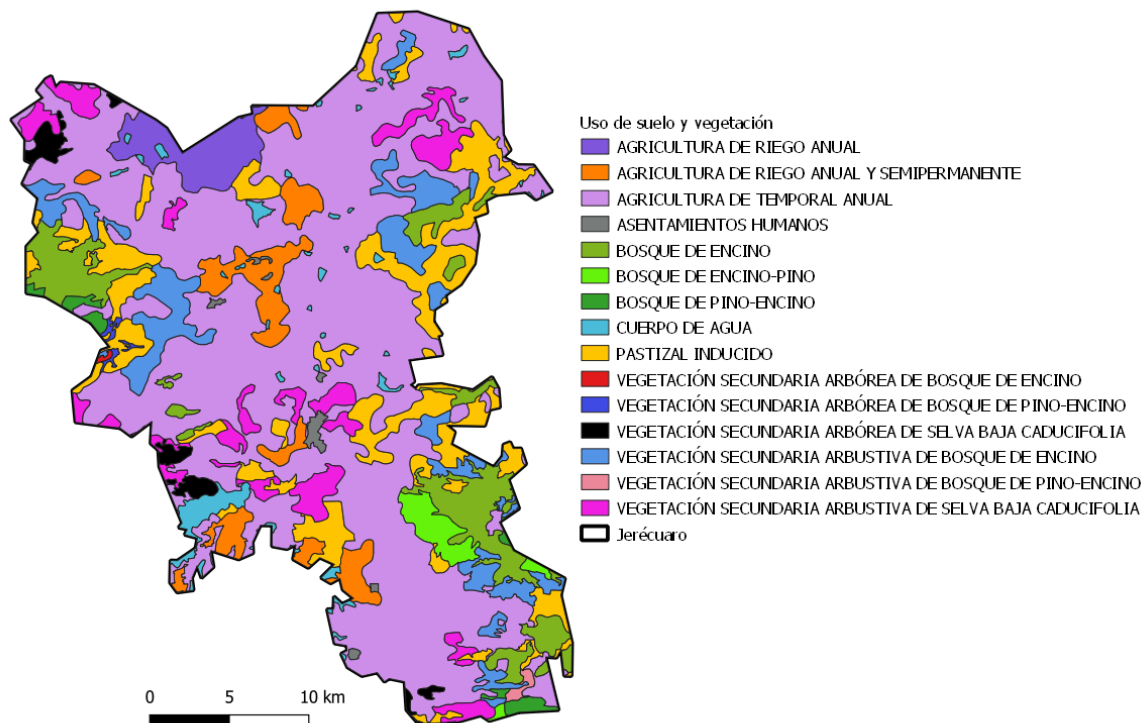 Uso de suelo y vegetación
AGRICULTURA DE RIEGO ANUAL
AGRICULTURA DE RIEGO ANUAL Y SEMIPERMANENTE
AGRICULTURA DE TEMPORAL ANUAL
ASENTAMIENTOS HUMANOS
BOSQUE DE ENCINO
BOSQUE DE ENCINO-PINO
BOSQUE DE PINO-ENCINO
CUERPO DE AGUA
PASTIZAL INDUCIDO
VEGETACIÓN SECUNDARIA ARBÓREA DE BOSQUE DE ENCINO
VEGETACIÓN SECUNDARIA ARBÓREA DE BOSQUE DE PINO-ENCINO
VEGETACIÓN SECUNDARIA ARBÓREA DE SELVA BAJA CADUCIFOLIA
VEGETACIÓN SECUNDARIA ARBUSTIVA DE BOSQUE DE ENCINO
VEGETACIÓN SECUNDARIA ARBUSTIVA DE BOSQUE DE PINO-ENCINO
VEGETACIÓN SECUNDARIA ARBUSTIVA DE SELVA BAJA CADUCIFOLIA
Jerécuaro
0 5 10 km